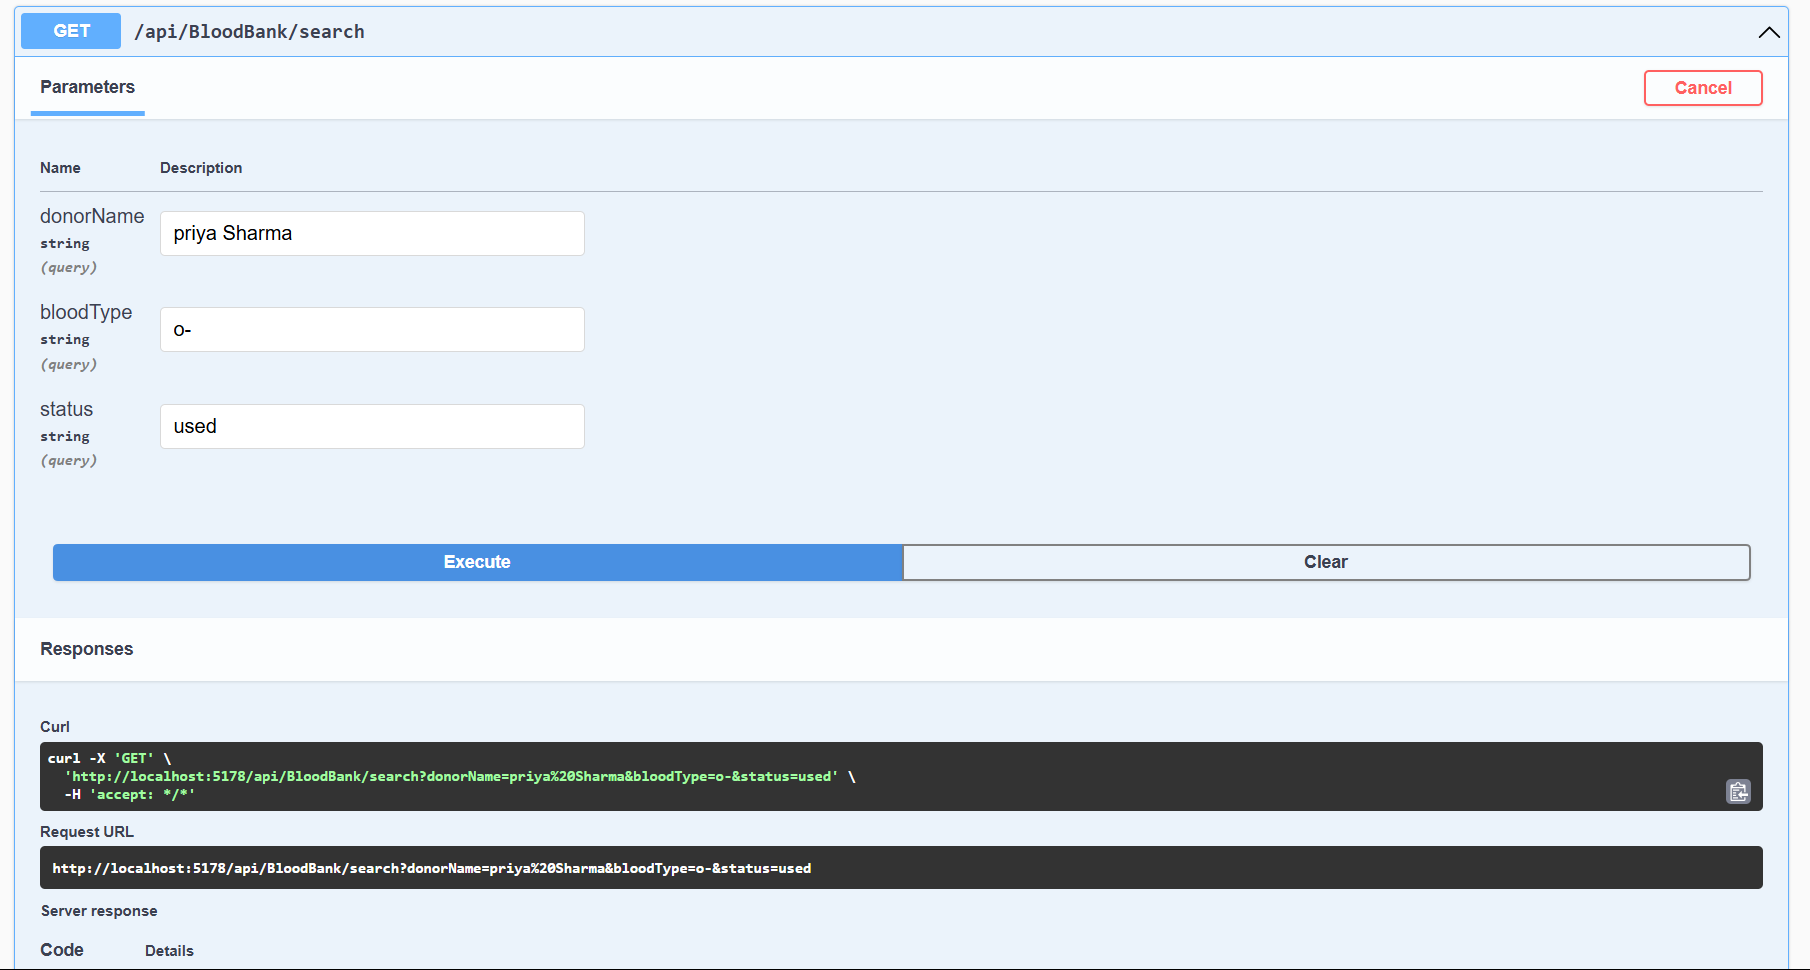 GET /api/BloodBank/search
Parameters
Cancel
Name Description
donorName
string
(query)
priya Sharma
bloodType
string
(query)
o-
status
string
(query)
used
Execute
Clear
Responses
Curl
curl -X 'GET' \
'http://localhost:5178/api/BloodBank/search?donorName=priya%20Sharma&bloodType=o-&status=used' \
-H 'accept: */*'
Request URL
http://localhost:5178/api/BloodBank/search?donorName=priya%20Sharma&bloodType=o-&status=used
Server response
Code Details